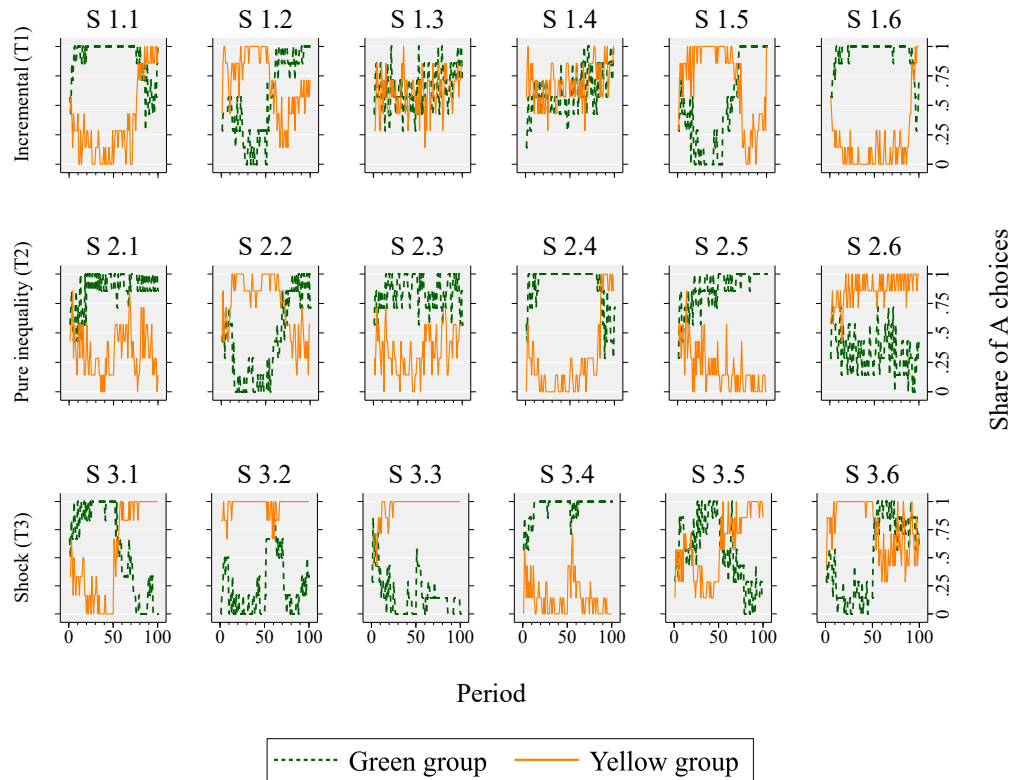 S 1.1 S 1.2 S 1.3 S 1.4 S 1.5 S 1.6
Incremental (T1)
1
.75
.5
.25
0
S 2.1 S 2.2 S 2.3 S 2.4 S 2.5 S 2.6
Pure inequality (T2)
1
.75
.5
.25
0
Share of A choices
S 3.1 S 3.2 S 3.3 S 3.4 S 3.5 S 3.6
Shock (T3)
1
.75
.5
.25
0
0 50 100 0 50 100 0 50 100 0 50 100 0 50 100 0 50 100
Period
Green group Yellow group